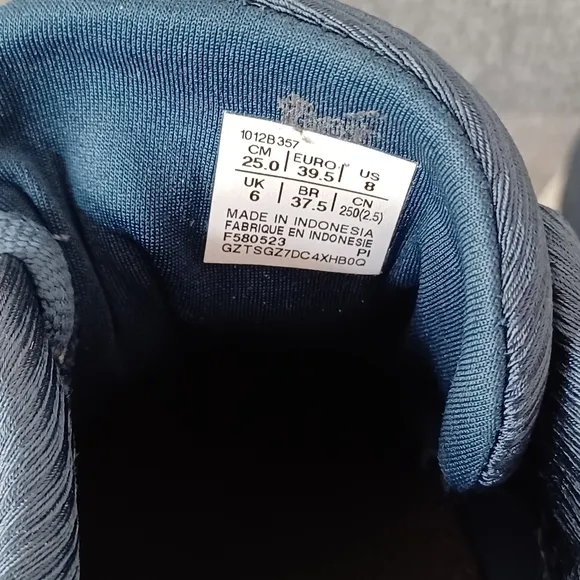 1012B357
CM 25.0 EURO 39.5 US 8
UK 6 BR 37.5 CN 250(2.5)
MADE IN INDONESIA
FABRIQUE EN INDONESIE
F580523 PI
GZTSGZ7DC4XHB0Q